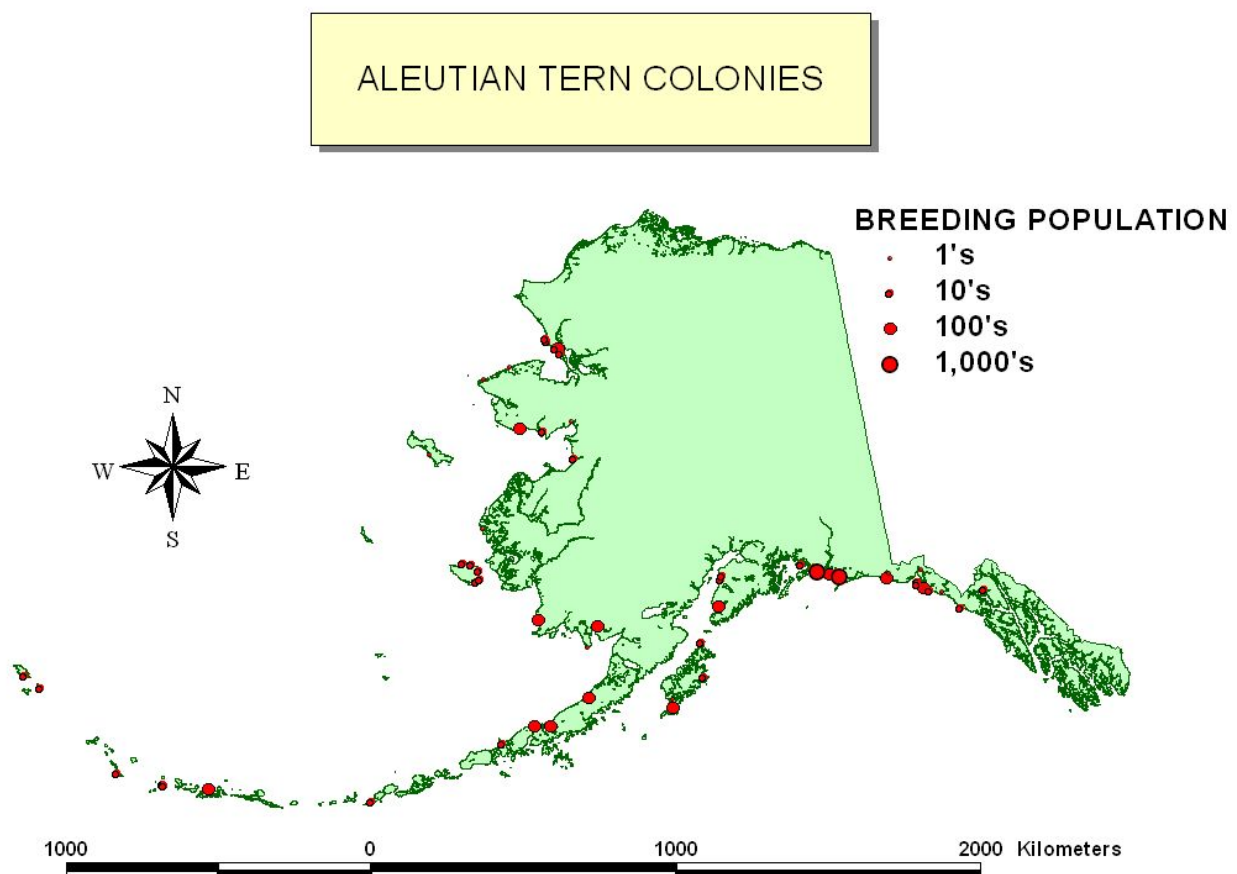 ALEUTIAN TERN COLONIES
BREEDING POPULATION
1's
10's
100's
1,000's
N
W E
S
1000 0 1000 2000 Kilometers